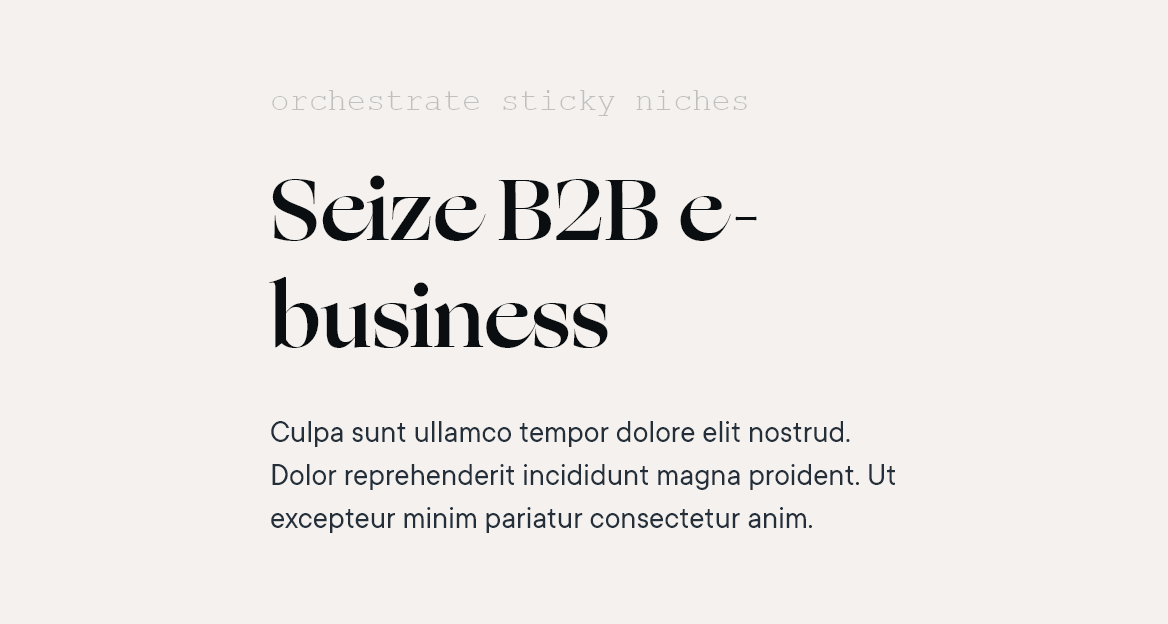 orchestrate sticky niches
Seize B2B e-
business
Culpa sunt ullamco tempor dolore elit nostrud.
Dolor reprehenderit incididunt magna proident. Ut
excepteur minim pariatur consectetur anim.